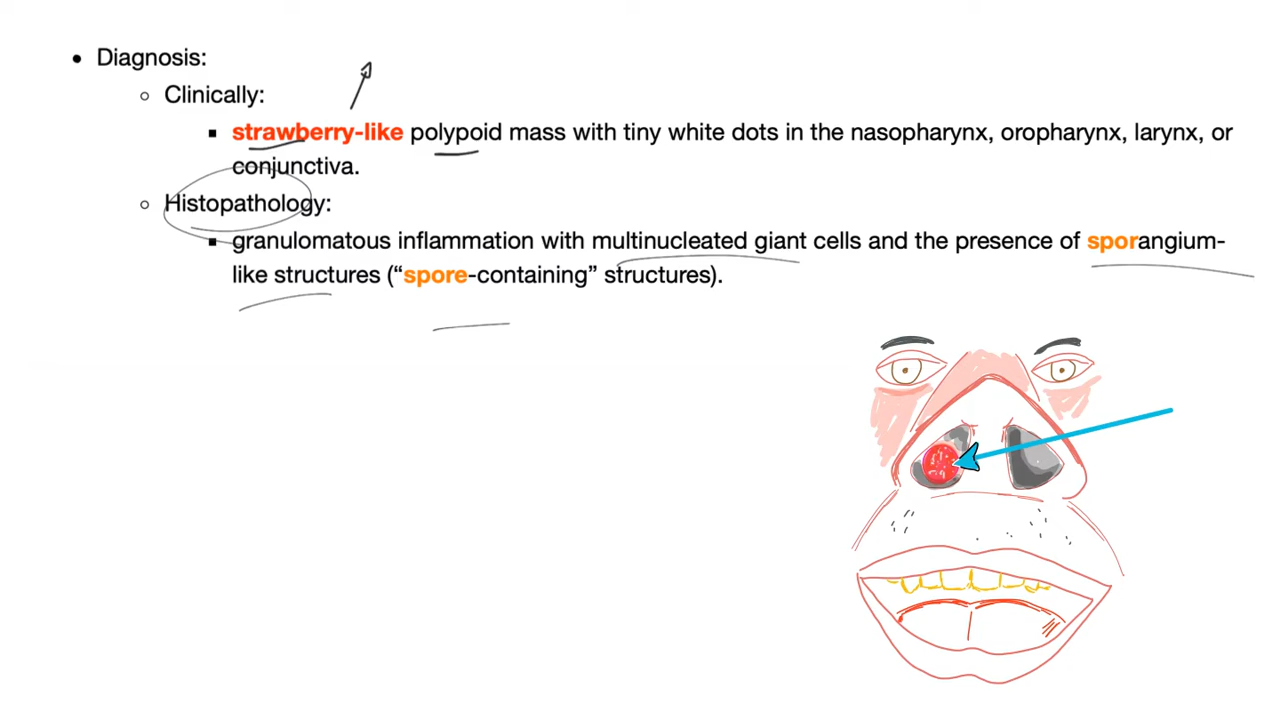 • Diagnosis:
◦ Clinically:
▪ strawberry-like polypoid mass with tiny white dots in the nasopharynx, oropharynx, larynx, or
conjunctiva.
◦ Histopathology:
▪ granulomatous inflammation with multinucleated giant cells and the presence of sporangium-
like structures (“spore-containing” structures).